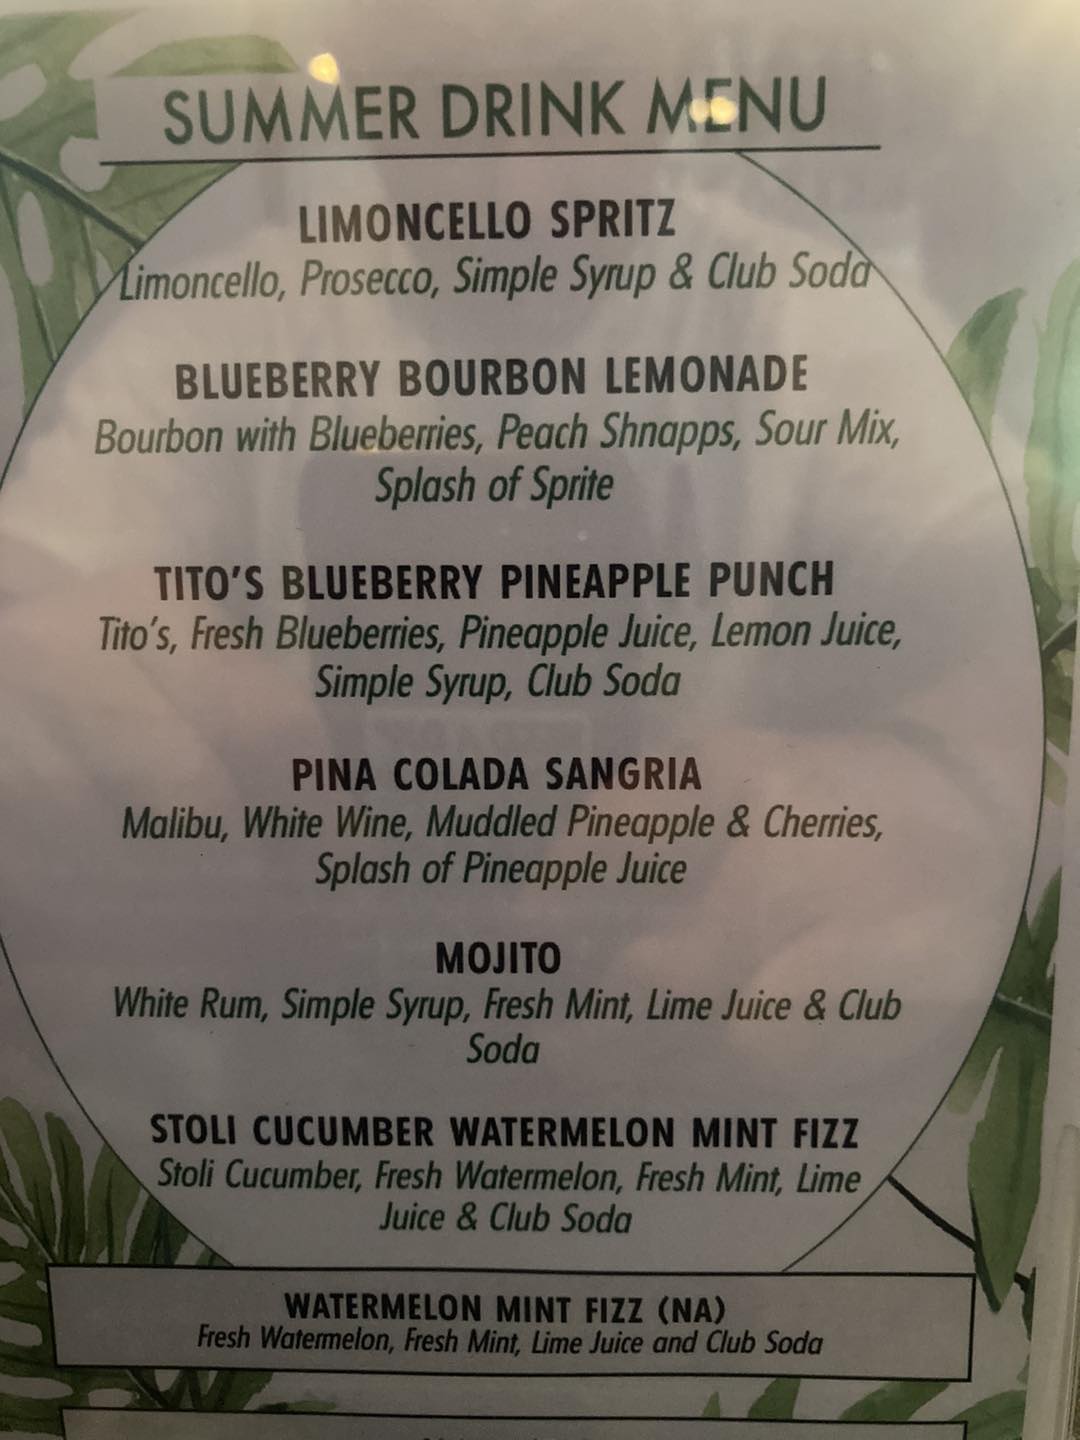 SUMMER DRINK MENU
LIMONCELLO SPRITZ
Limoncello, Prosecco, Simple Syrup & Club Soda
BLUEBERRY BOURBON LEMONADE
Bourbon with Blueberries, Peach Shnapps, Sour Mix,
Splash of Sprite
TITO'S BLUEBERRY PINEAPPLE PUNCH
Tito's, Fresh Blueberries, Pineapple Juice, Lemon Juice,
Simple Syrup, Club Soda
PINA COLADA SANGRIA
Malibu, White Wine, Muddled Pineapple & Cherries,
Splash of Pineapple Juice
MOJITO
White Rum, Simple Syrup, Fresh Mint, Lime Juice & Club
Soda
STOLI CUCUMBER WATERMELON MINT FIZZ
Stoli Cucumber, Fresh Watermelon, Fresh Mint, Lime
Juice & Club Soda
WATERMELON MINT FIZZ (NA)
Fresh Watermelon, Fresh Mint, Lime Juice and Club Soda